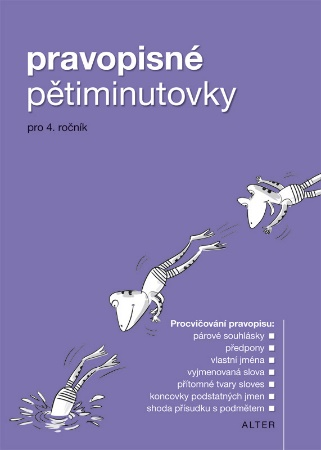 pravopisné
pětiminutovky
pro 4. ročník
Procvičování pravopisu:
párové souhlásky
předpony
vlastní jména
vyjmenovaná slova
přítomné tvary sloves
koncovky podstatných jmen
shoda přísudku s podmětem
ALTER